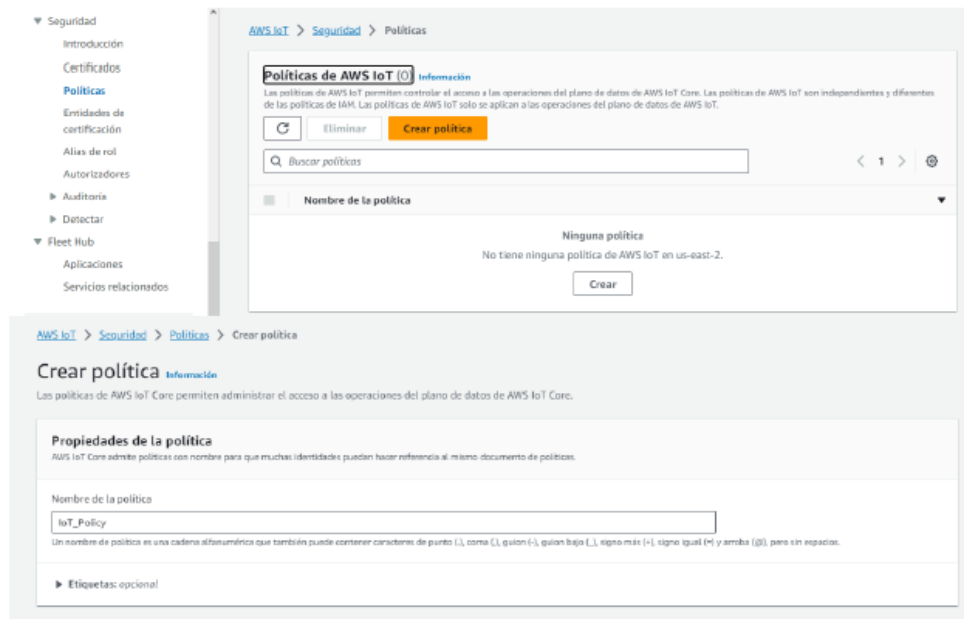 Seguridad
Introducción
Certificados
Políticas
Entidades de
certificación
Alias de rol
Autorizadores
Auditoría
Detectar
Fleet Hub
Aplicaciones
Servicios relacionados
AWS IoT > Seguridad > Políticas
Políticas de AWS IoT (0) Información
Las políticas de AWS IoT permiten controlar el acceso a las operaciones del plano de datos de AWS IoT Core. Las políticas de AWS IoT son independientes y diferentes
de las políticas de IAM. Las políticas de AWS IoT solo se aplican a las operaciones del plano de datos de AWS IoT.
Eliminar Crear política
Buscar políticas 1
Nombre de la política
Ninguna política
No tiene ninguna política de AWS IoT en us-east-2.
Crear
AWS IoT > Seguridad > Políticas > Crear política
Crear política Información
Las políticas de AWS IoT Core permiten administrar el acceso a las operaciones del plano de datos de AWS IoT Core.
Propiedades de la política
AWS IoT Core admite políticas con nombre para que muchas identidades puedan hacer referencia al mismo documento de políticas.
Nombre de la política
IoT_Policy
Un nombre de política es una cadena alfanumérica que también puede contener caracteres de punto (.), coma (,), guion (-), guion bajo (_), signo más (+), signo igual (=) y arroba (@), pero sin espacios.
Etiquetas: opcional